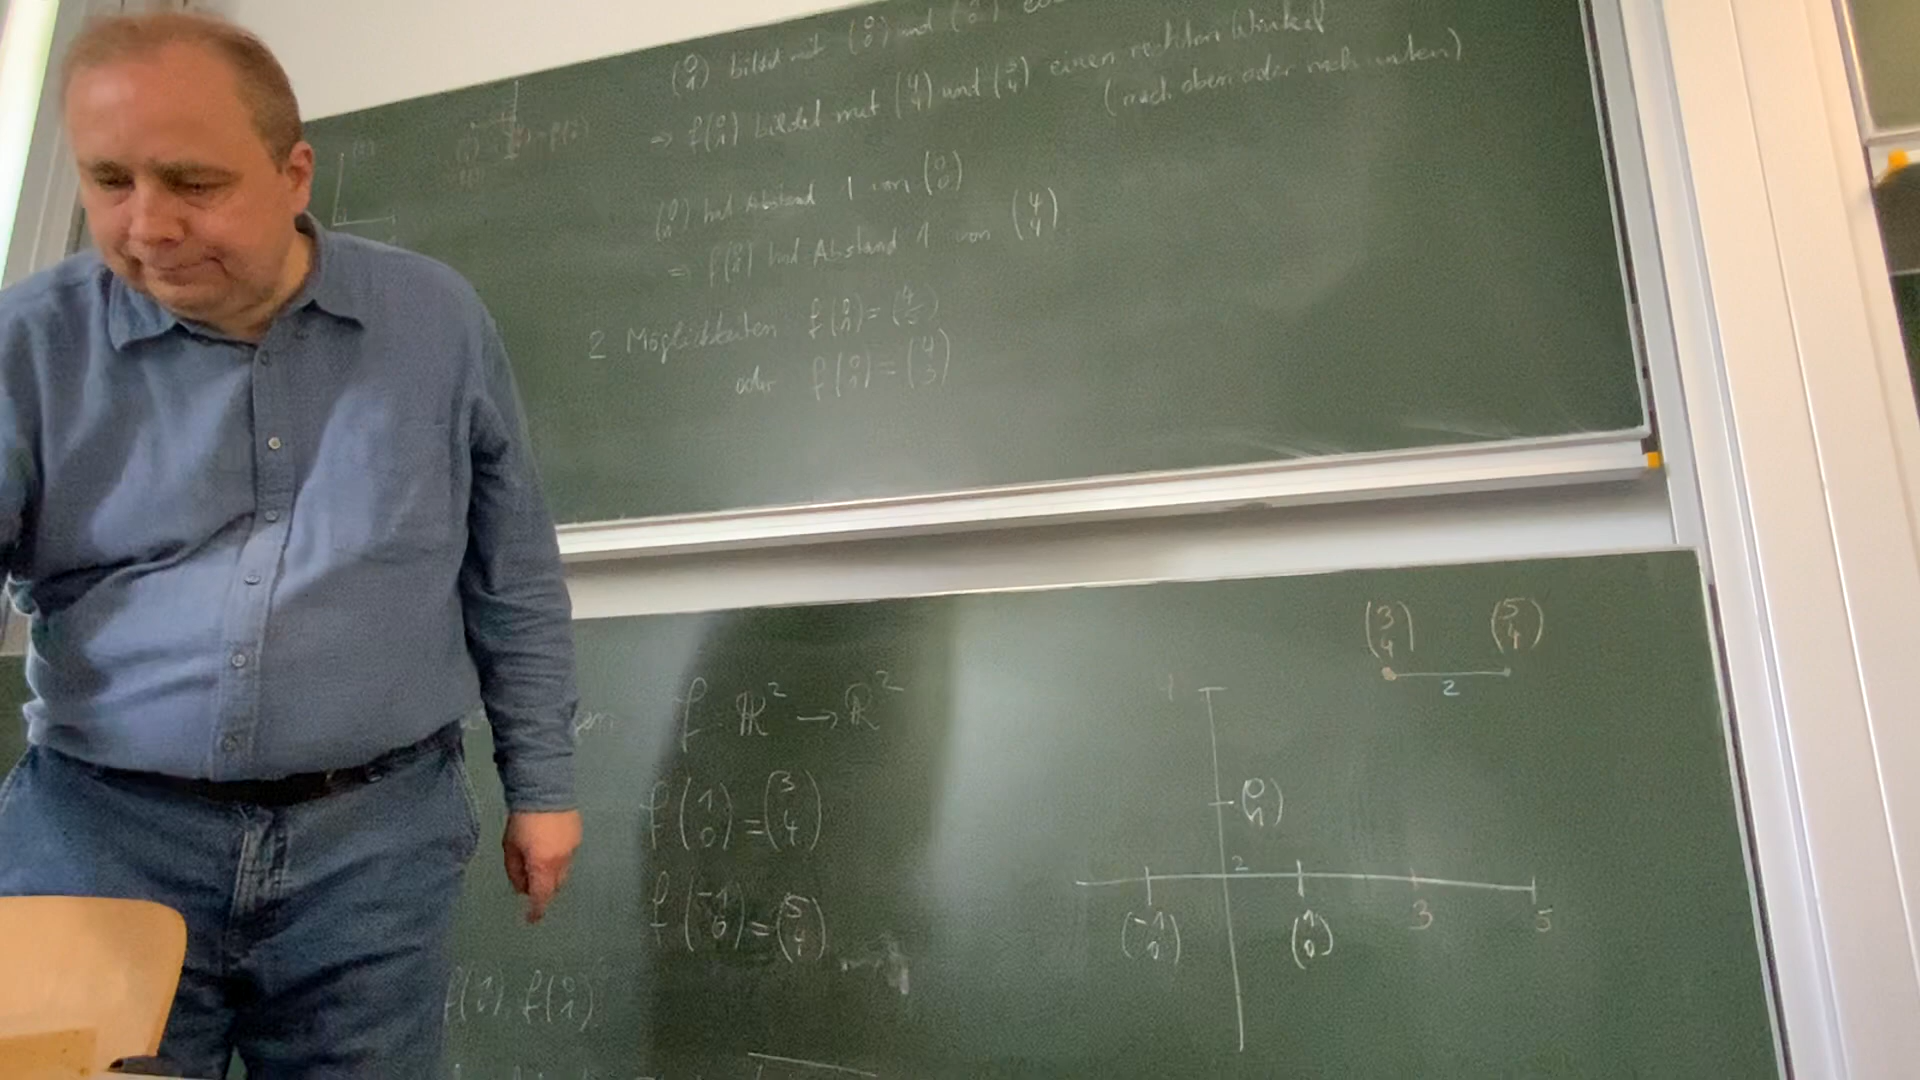 (0 1) bildet mit (0 0) und (1 0)
⇒ f(0 1) bildet mit (4 4) und (3 4) einen rechten Winkel
(nach oben oder nach unten)
(0 1) hat Abstand 1 von (0 0)
⇒ f(0 1) hat Abstand 1 von (4 4)
2 Möglichkeiten f(0 1) = (4 5)
oder f(0 1) = (4 3)
(3 4) (5 4)
2
f: ℝ² → ℝ²
f(1 0) = (3 4)
f(-1 0) = (5 4)
f(1 0), f(0 1)
4
(0 1)
2
(-1 0) (1 0) 3 5